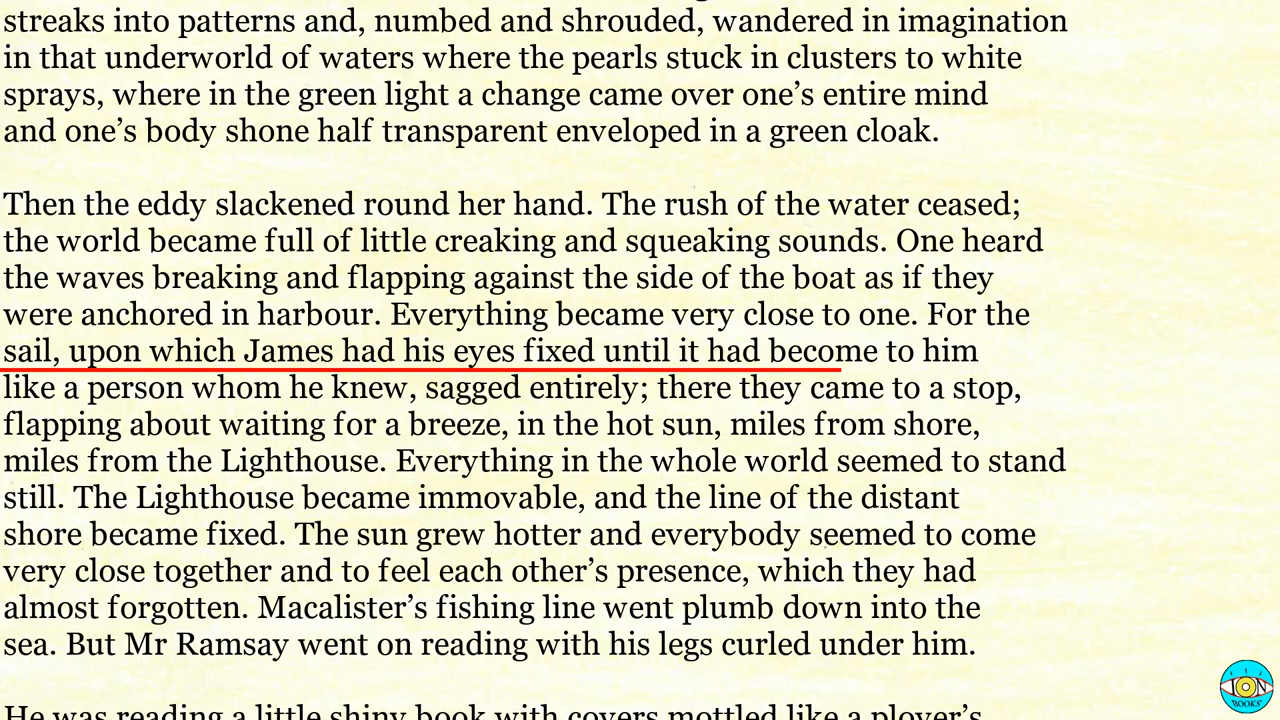 streaks into patterns and, numbed and shrouded, wandered in imagination
in that underworld of waters where the pearls stuck in clusters to white
sprays, where in the green light a change came over one’s entire mind
and one’s body shone half transparent enveloped in a green cloak.
Then the eddy slackened round her hand. The rush of the water ceased;
the world became full of little creaking and squeaking sounds. One heard
the waves breaking and flapping against the side of the boat as if they
were anchored in harbour. Everything became very close to one. For the
sail, upon which James had his eyes fixed until it had become to him
like a person whom he knew, sagged entirely; there they came to a stop,
flapping about waiting for a breeze, in the hot sun, miles from shore,
miles from the Lighthouse. Everything in the whole world seemed to stand
still. The Lighthouse became immovable, and the line of the distant
shore became fixed. The sun grew hotter and everybody seemed to come
very close together and to feel each other’s presence, which they had
almost forgotten. Macalister’s fishing line went plumb down into the
sea. But Mr Ramsay went on reading with his legs curled under him.
He was reading a little shiny book with covers mottled like a plover’s
ION
BOOKS